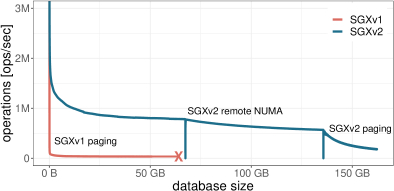 operations [ops/sec]
3M
2M
1M
0
SGXv1
SGXv2
SGXv2 remote NUMA
SGXv1 paging
SGXv2 paging
0 B
50 GB
100 GB
150 GB
database size